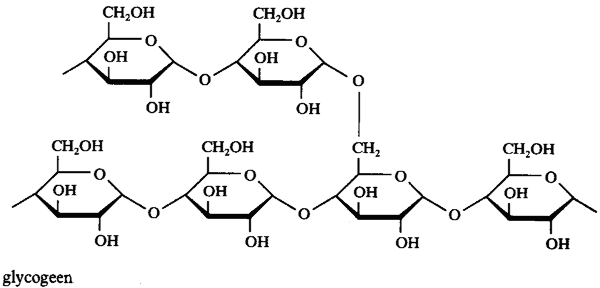 CH₂OH CH₂OH
O O
OH OH
O O
OH OH
CH₂OH CH₂OH CH₂ CH₂OH
O O O O
OH OH OH OH
O O O
OH OH OH OH
glycogeen